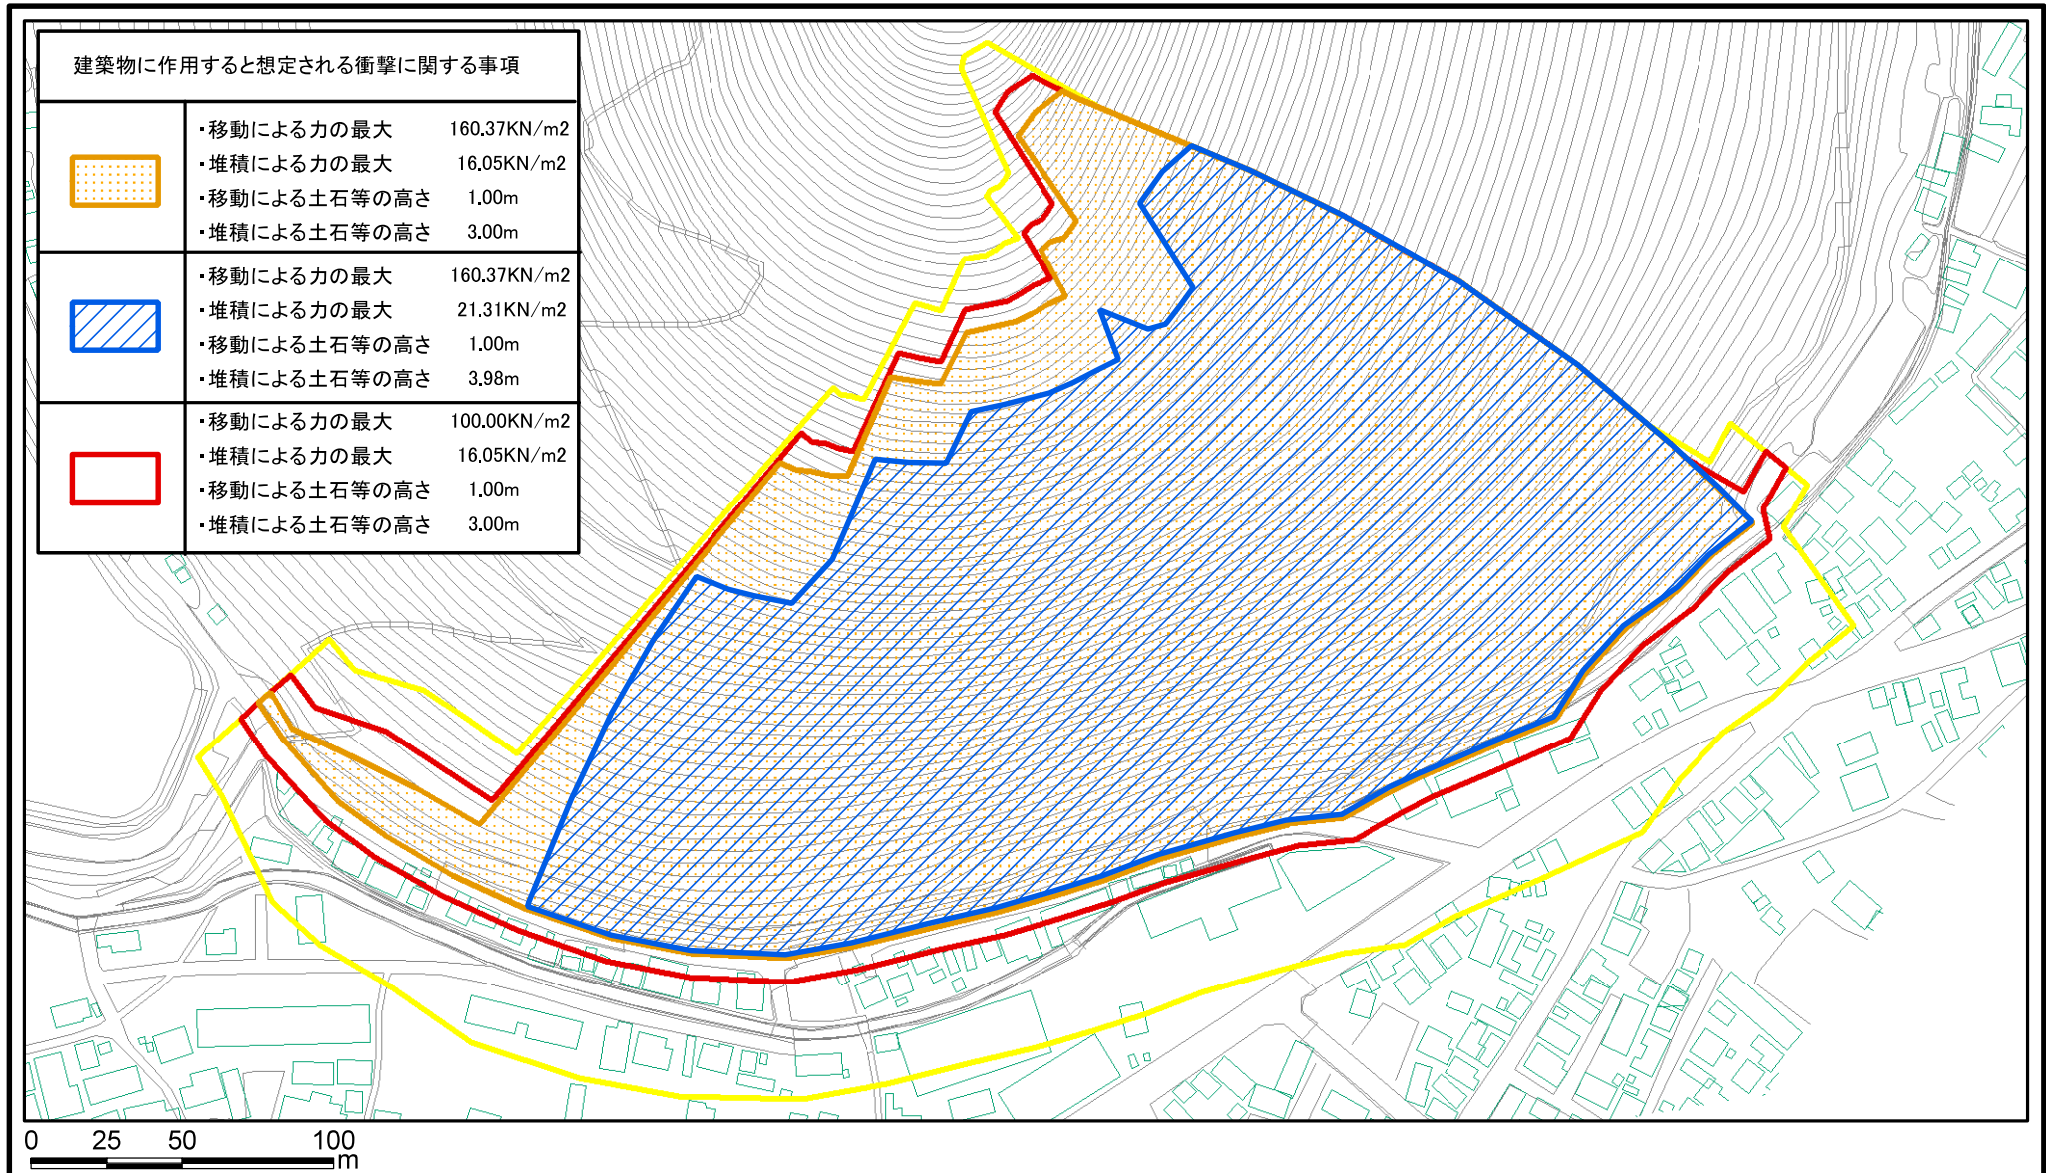 建築物に作用すると想定される衝撃に関する事項
・移動による力の最大 160.37KN/m2
・堆積による力の最大 16.05KN/m2
・移動による土石等の高さ 1.00m
・堆積による土石等の高さ 3.00m
・移動による力の最大 160.37KN/m2
・堆積による力の最大 21.31KN/m2
・移動による土石等の高さ 1.00m
・堆積による土石等の高さ 3.98m
・移動による力の最大 100.00KN/m2
・堆積による力の最大 16.05KN/m2
・移動による土石等の高さ 1.00m
・堆積による土石等の高さ 3.00m
0 25 50 100
m